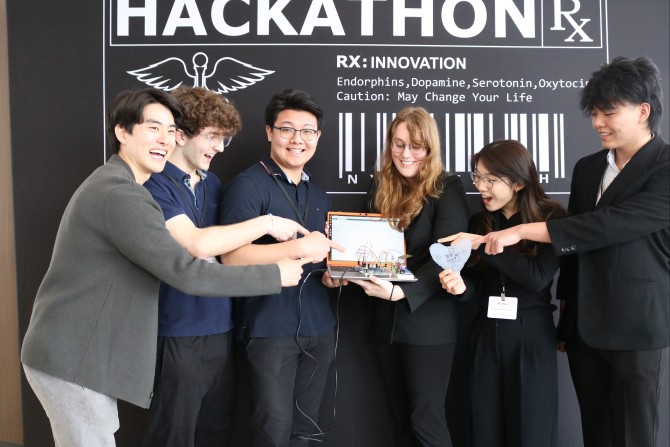 HACKATHON
Rx
RX: INNOVATION
Endorphins,Dopamine,Serotonin,Oxytocin
Caution: May Change Your Life